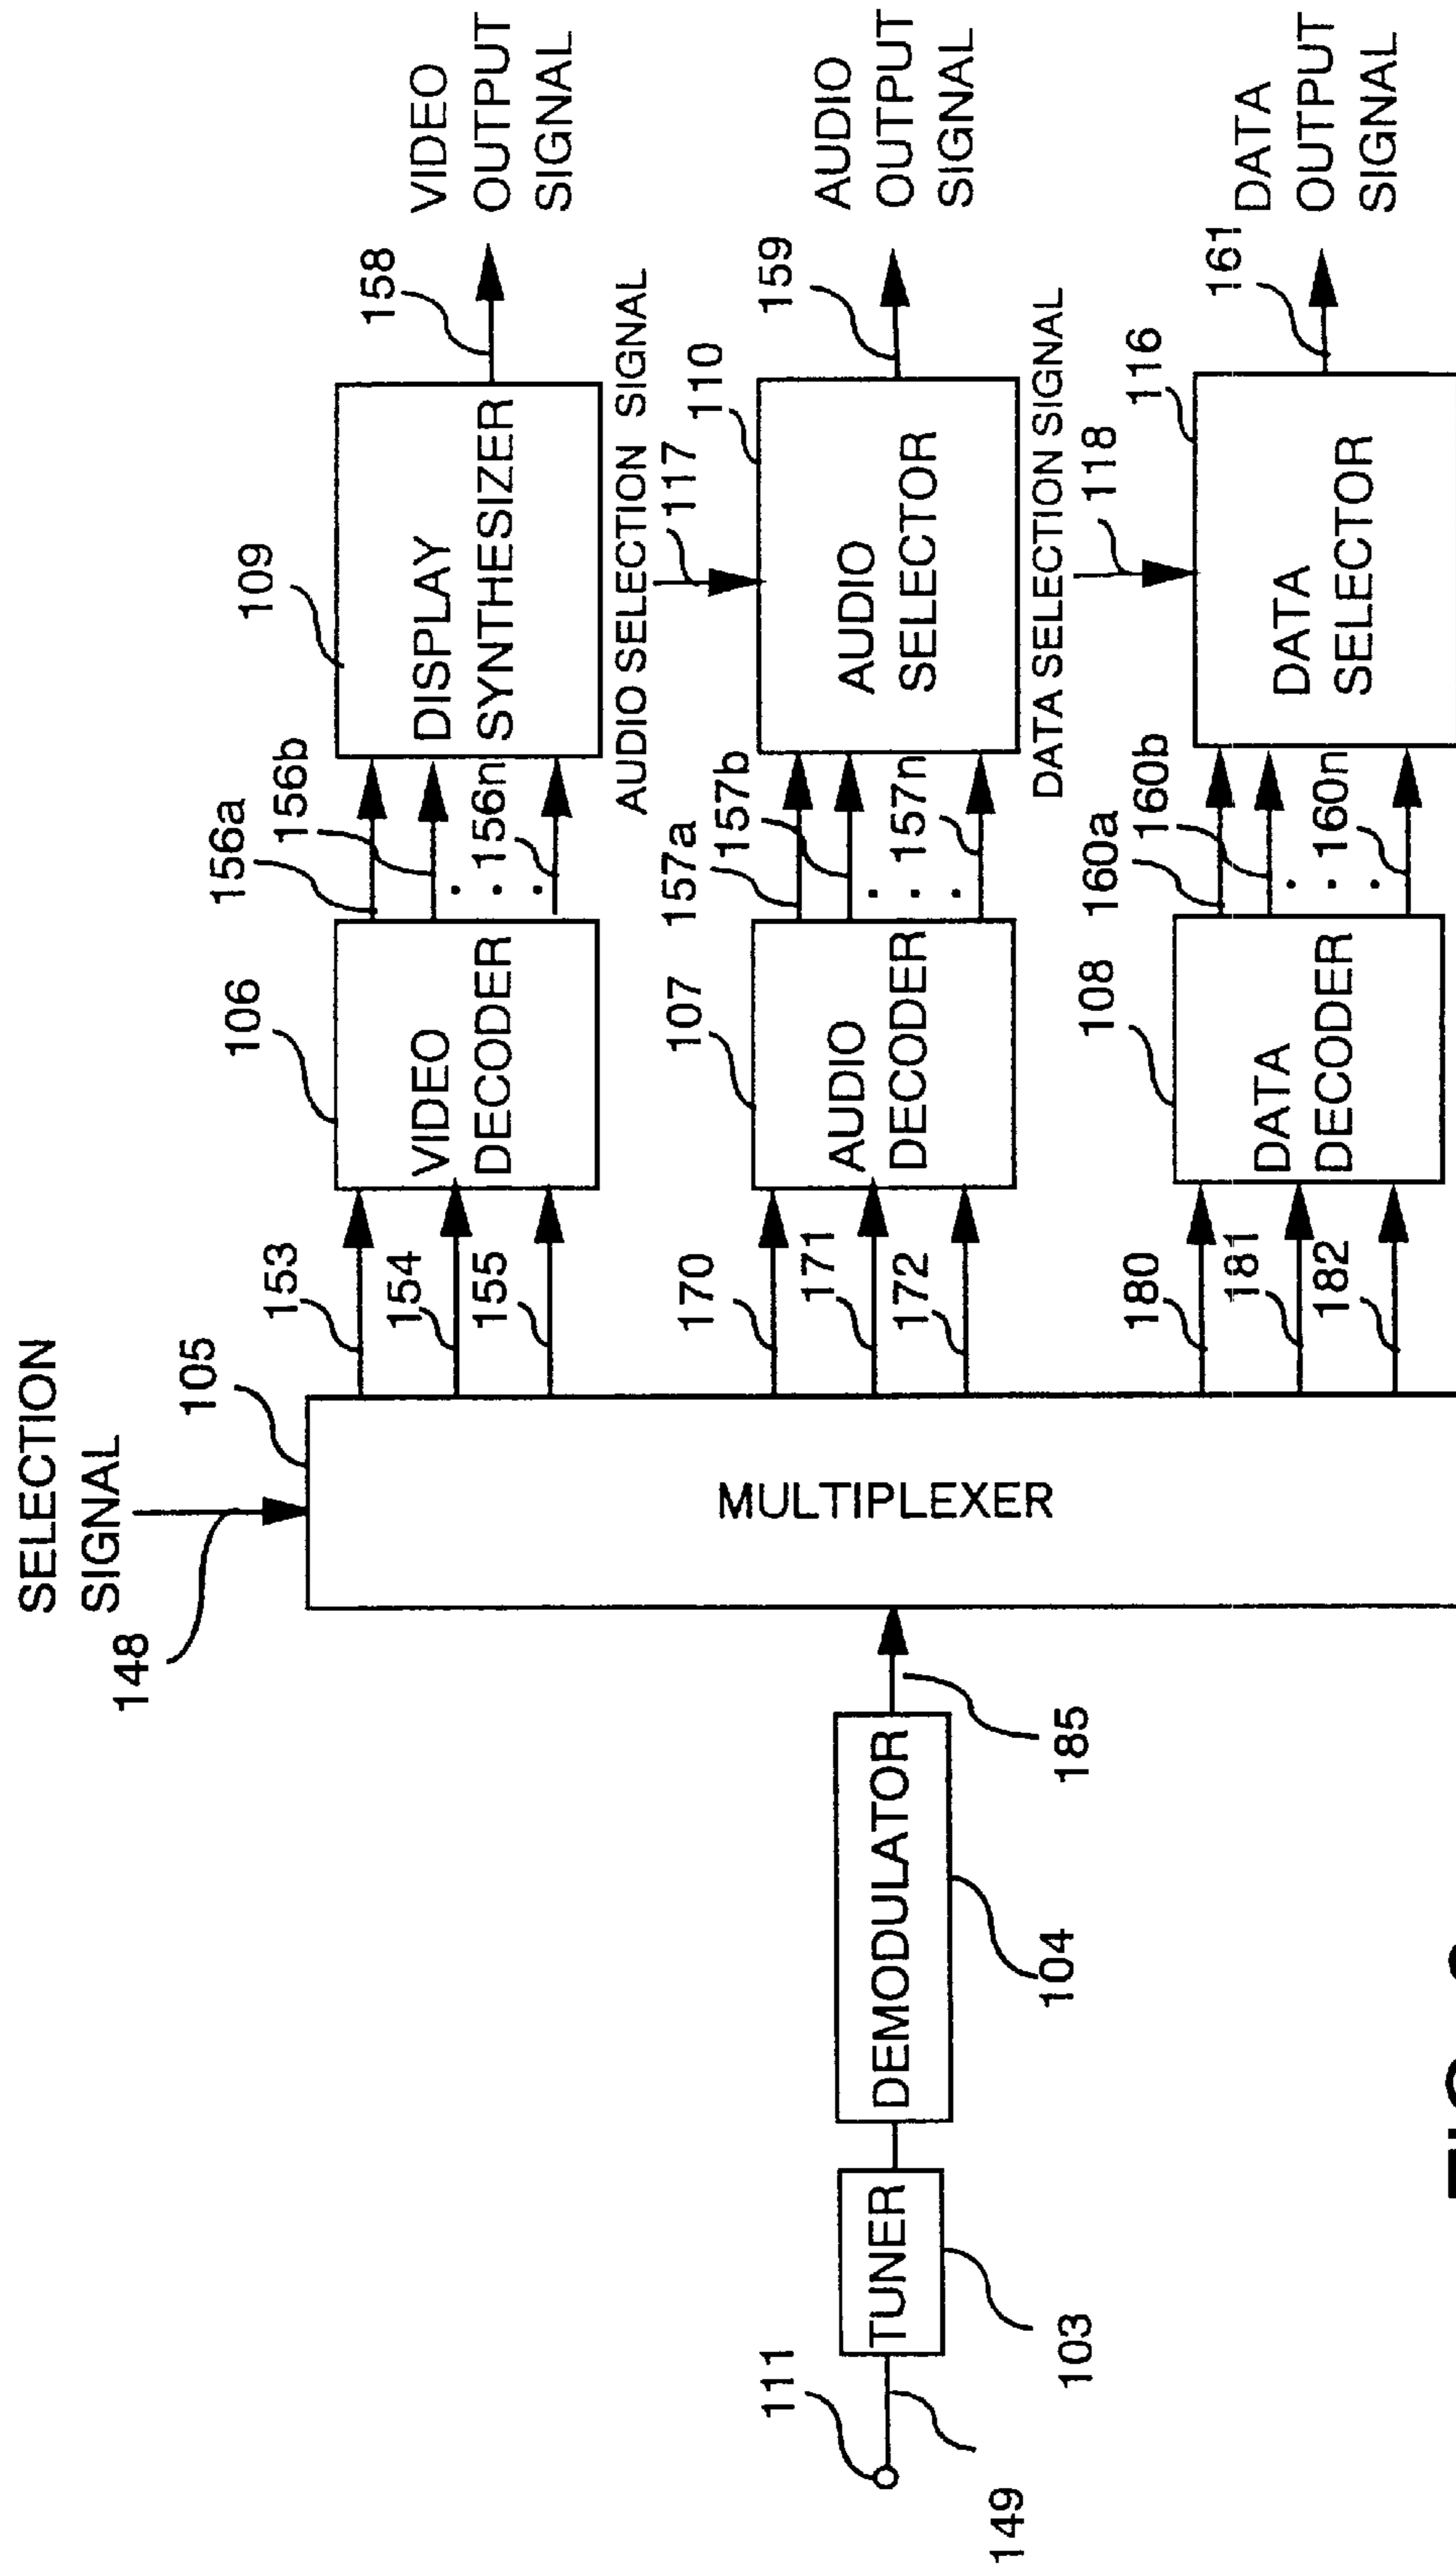 SELECTION
SIGNAL
148
105
111
149
TUNER
103
DEMODULATOR
104
185
MULTIPLEXER
153
154
155
106
VIDEO
DECODER
156a
156b
156n
109
DISPLAY
SYNTHESIZER
158
VIDEO
OUTPUT
SIGNAL
AUDIO SELECTION SIGNAL
117
170
171
172
107
AUDIO
DECODER
157a
157b
157n
110
AUDIO
SELECTOR
159
AUDIO
OUTPUT
SIGNAL
DATA SELECTION SIGNAL
118
180
181
182
108
DATA
DECODER
160a
160b
160n
116
DATA
SELECTOR
161
DATA
OUTPUT
SIGNAL